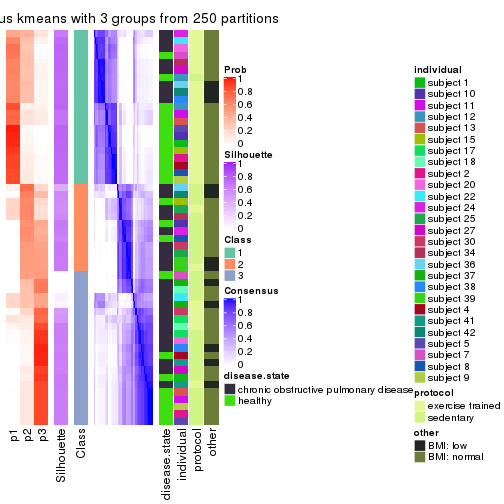 us kmeans with 3 groups from 250 partitions
Prob
1
0.8
0.6
0.4
0.2
0
Silhouette
1
0.8
0.6
0.4
0.2
0
Class
1
2
3
Consensus
1
0.8
0.6
0.4
0.2
0
disease.state
chronic obstructive pulmonary disease
healthy
individual
subject 1
subject 10
subject 11
subject 12
subject 13
subject 15
subject 17
subject 18
subject 2
subject 20
subject 22
subject 24
subject 25
subject 27
subject 30
subject 34
subject 36
subject 37
subject 38
subject 39
subject 4
subject 41
subject 42
subject 5
subject 7
subject 8
subject 9
protocol
exercise trained
sedentary
other
BMI: low
BMI: normal
p1
p2
p3
Silhouette
Class
disease.state
individual
protocol
other